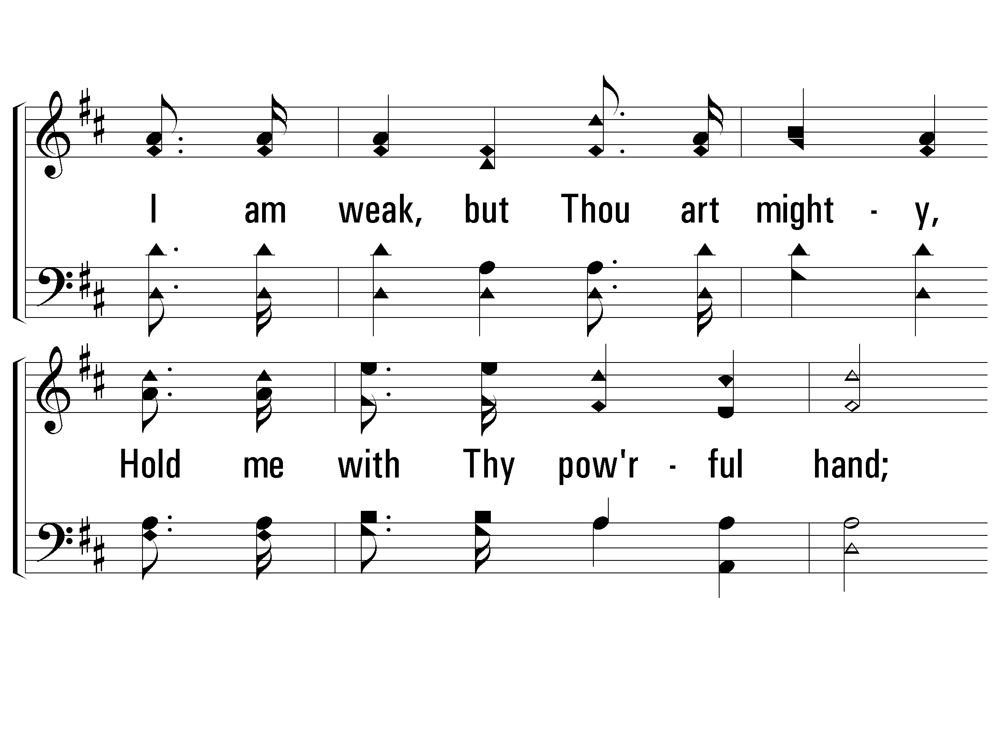 I am weak, but Thou art might - y,
Hold me with Thy pow'r - ful hand;